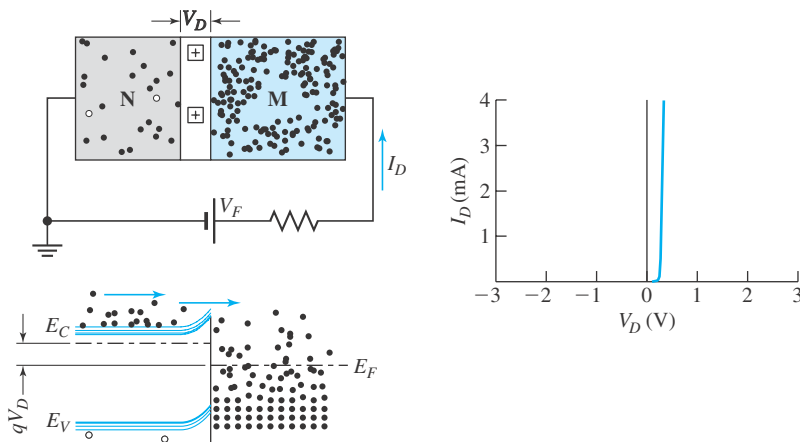 V_D
+
N
M
+
I_D
V_F
E_C
E_F
qV_D
E_V
4
3
2
1
I_D (mA)
−3 −2 −1 0 1 2 3
V_D (V)